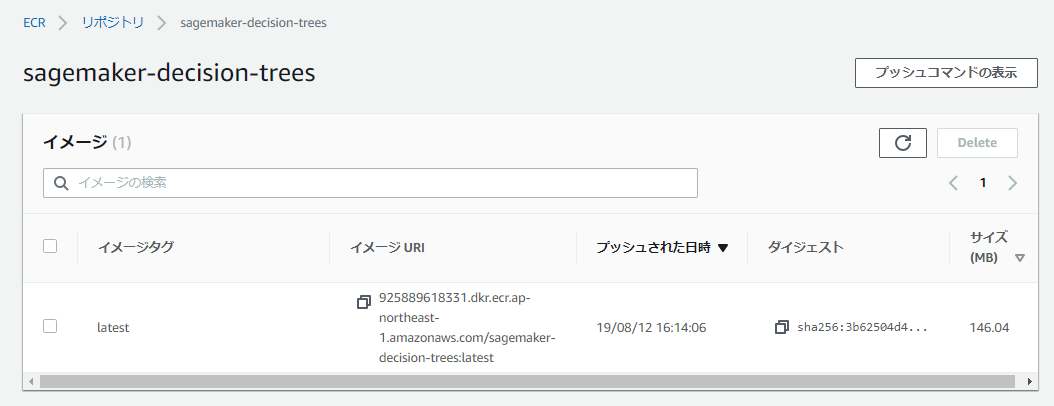 ECR > リポジトリ > sagemaker-decision-trees
sagemaker-decision-trees
プッシュコマンドの表示
イメージ (1)
Delete
イメージの検索
1
イメージタグ
イメージ URI
プッシュされた日時
ダイジェスト
サイズ
(MB)
latest
925889618331.dkr.ecr.ap-
northeast-
1.amazonaws.com/sagemaker-
decision-trees:latest
19/08/12 16:14:06
sha256:3b62504d4...
146.04